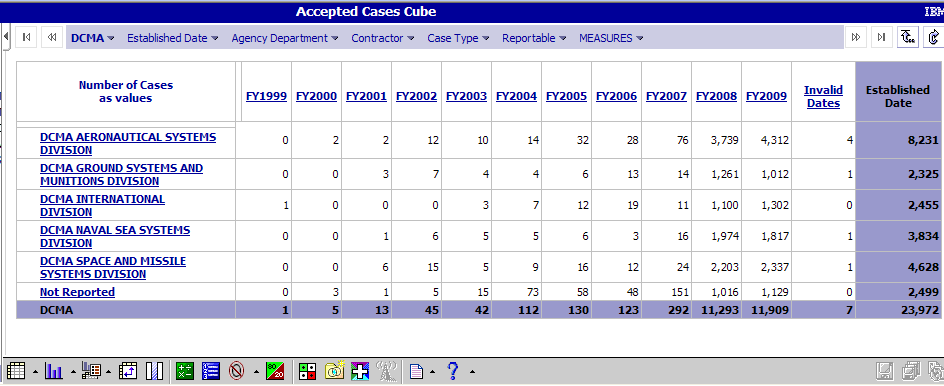 Accepted Cases Cube IBM
DCMA Established Date Agency Department Contractor Case Type Reportable MEASURES
Number of Cases
as values
FY1999 FY2000 FY2001 FY2002 FY2003 FY2004 FY2005 FY2006 FY2007 FY2008 FY2009 Invalid Dates Established Date
DCMA AERONAUTICAL SYSTEMS
DIVISION
0 2 2 12 10 14 32 28 76 3,739 4,312 4 8,231
DCMA GROUND SYSTEMS AND
MUNITIONS DIVISION
0 0 3 7 4 4 6 13 14 1,261 1,012 1 2,325
DCMA INTERNATIONAL
DIVISION
1 0 0 0 3 7 12 19 11 1,100 1,302 0 2,455
DCMA NAVAL SEA SYSTEMS
DIVISION
0 0 1 6 5 5 6 3 16 1,974 1,817 1 3,834
DCMA SPACE AND MISSILE
SYSTEMS DIVISION
0 0 6 15 5 9 16 12 24 2,203 2,337 1 4,628
Not Reported 0 3 1 5 15 73 58 48 151 1,016 1,129 0 2,499
DCMA 1 5 13 45 42 112 130 123 292 11,293 11,909 7 23,972
80
20
?